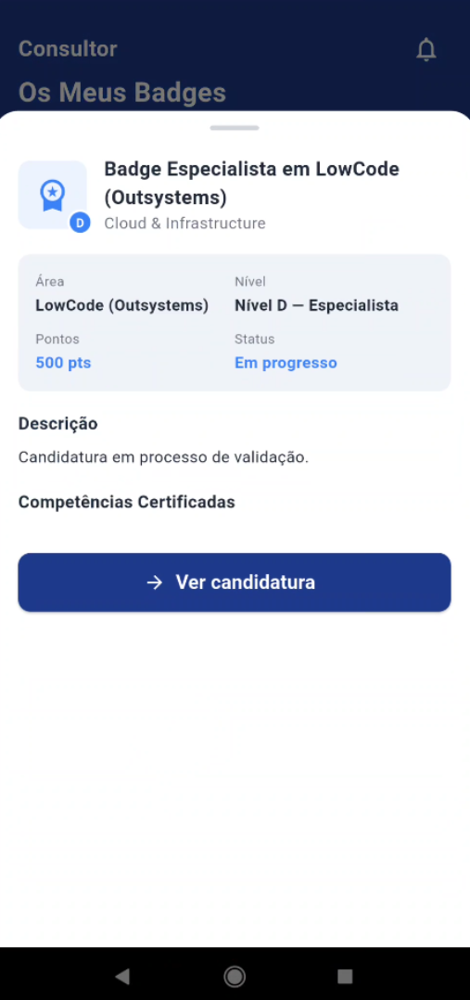 Consultor
Os Meus Badges
Badge Especialista em LowCode
(Outsystems)
D
Cloud & Infrastructure
Área
Nível
LowCode (Outsystems)
Nível D — Especialista
Pontos
Status
500 pts
Em progresso
Descrição
Candidatura em processo de validação.
Competências Certificadas
→ Ver candidatura